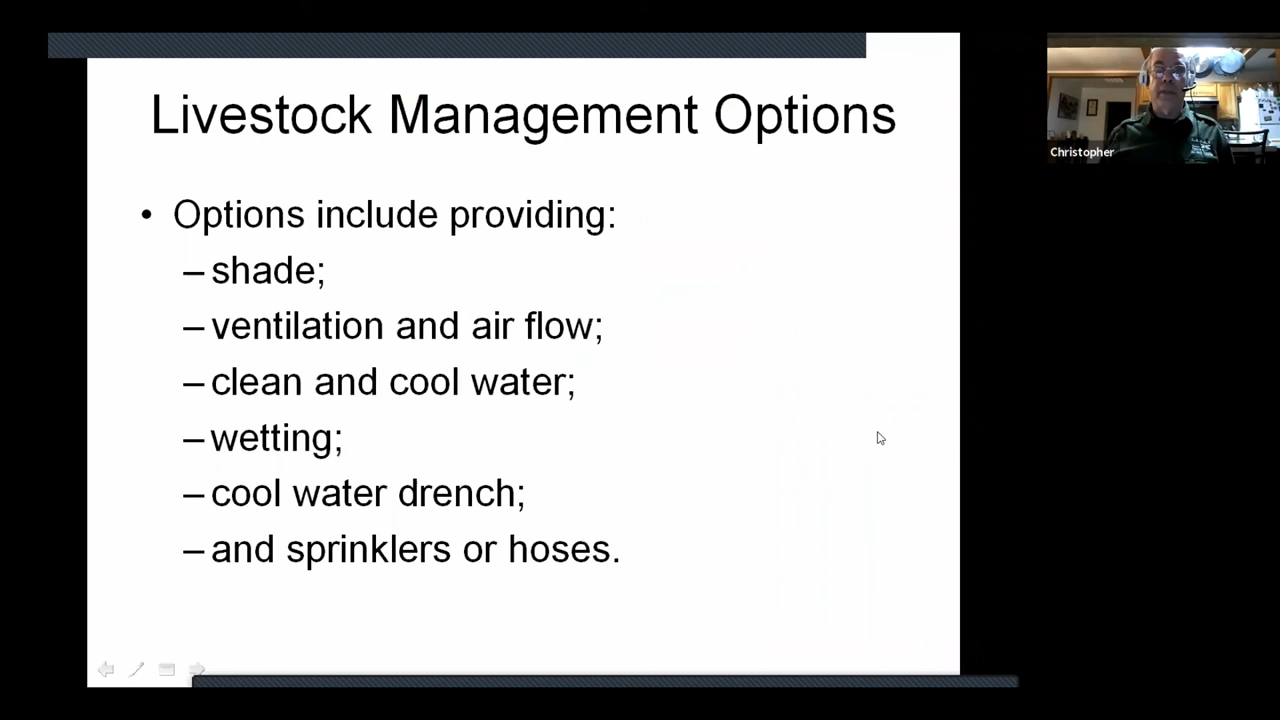 Livestock Management Options
• Options include providing:
– shade;
– ventilation and air flow;
– clean and cool water;
– wetting;
– cool water drench;
– and sprinklers or hoses.
Christopher